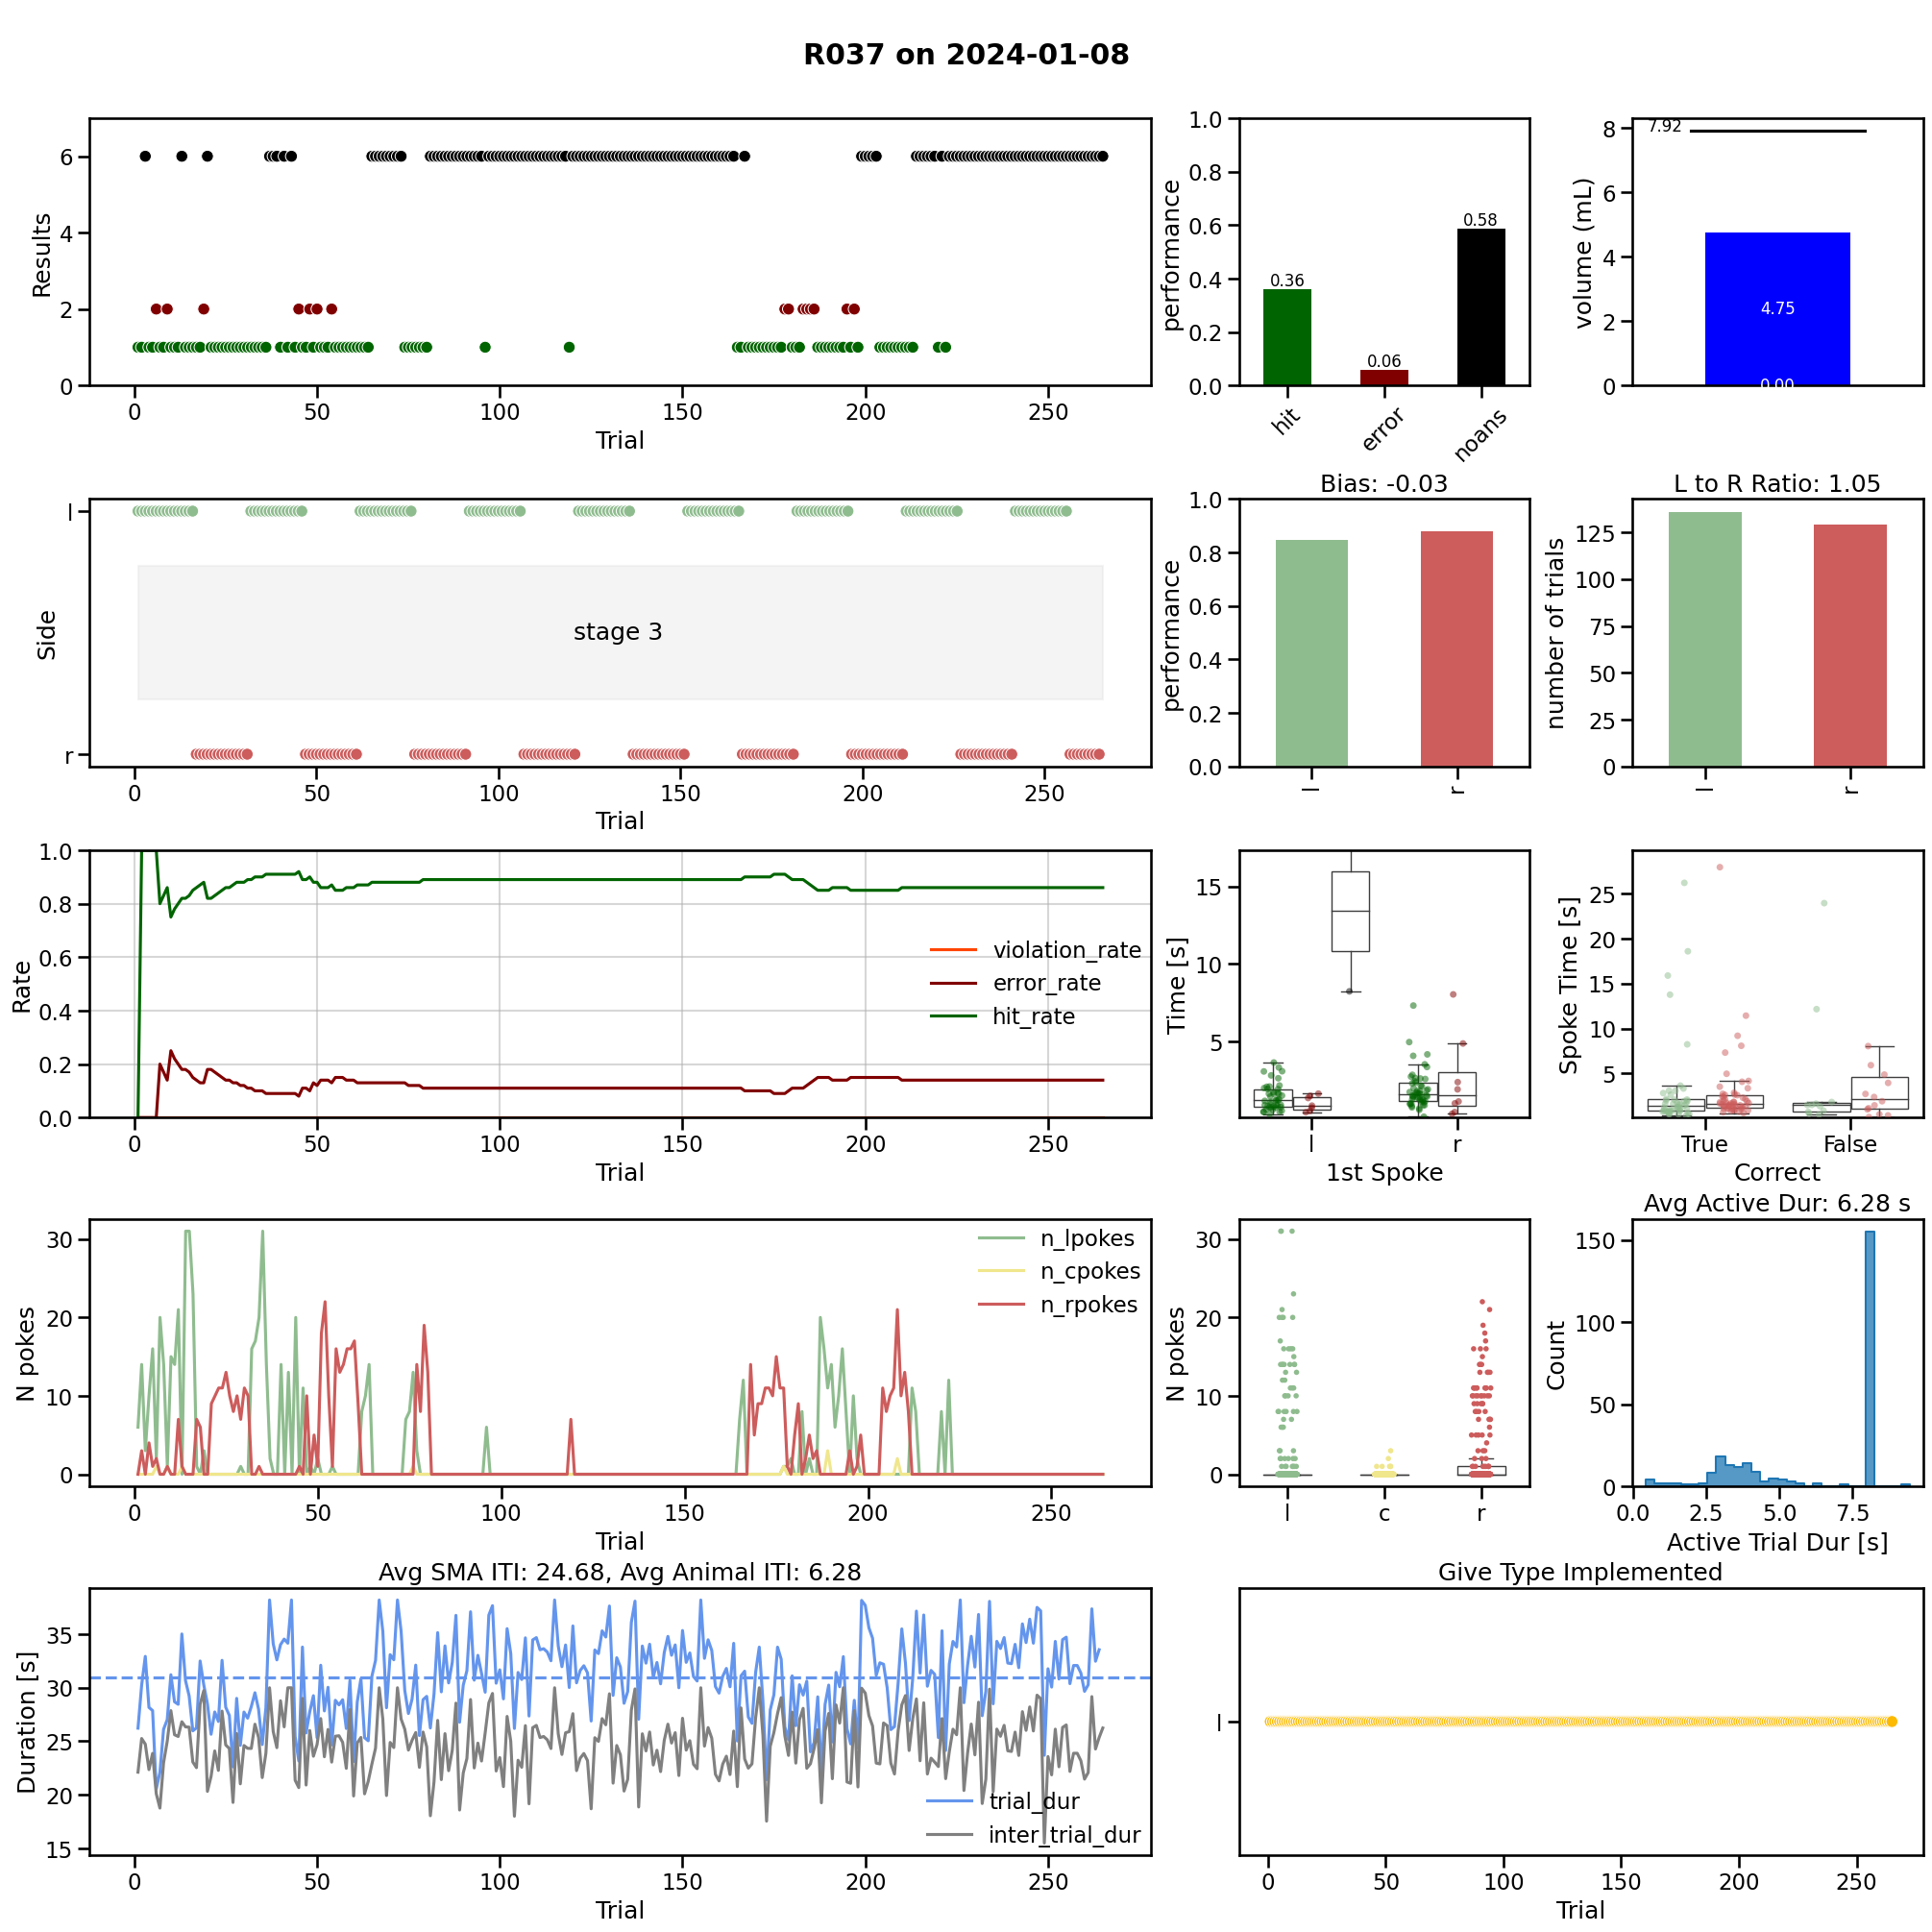 R037 on 2024-01-08
Results
6
4
2
0
0 50 100 150 200 250
Trial
performance
1.0
0.8
0.6
0.4
0.2
0.0
0.36
0.06
0.58
hit error noans
volume (mL)
8
6
4
2
0
7.92
4.75
0.00
Side
l
r
stage 3
0 50 100 150 200 250
Trial
Bias: -0.03
performance
1.0
0.8
0.6
0.4
0.2
0.0
l r
L to R Ratio: 1.05
number of trials
125
100
75
50
25
0
l r
Rate
1.0
0.8
0.6
0.4
0.2
0.0
violation_rate
error_rate
hit_rate
0 50 100 150 200 250
Trial
Time [s]
15
10
5
l r
1st Spoke
Spoke Time [s]
25
20
15
10
5
True False
Correct
N pokes
30
20
10
0
n_lpokes
n_cpokes
n_rpokes
0 50 100 150 200 250
Trial
N pokes
30
20
10
0
l c r
Avg Active Dur: 6.28 s
Count
150
100
50
0
0.0 2.5 5.0 7.5
Active Trial Dur [s]
Avg SMA ITI: 24.68, Avg Animal ITI: 6.28
Duration [s]
35
30
25
20
15
trial_dur
inter_trial_dur
0 50 100 150 200 250
Trial
Give Type Implemented
l
0 50 100 150 200 250
Trial